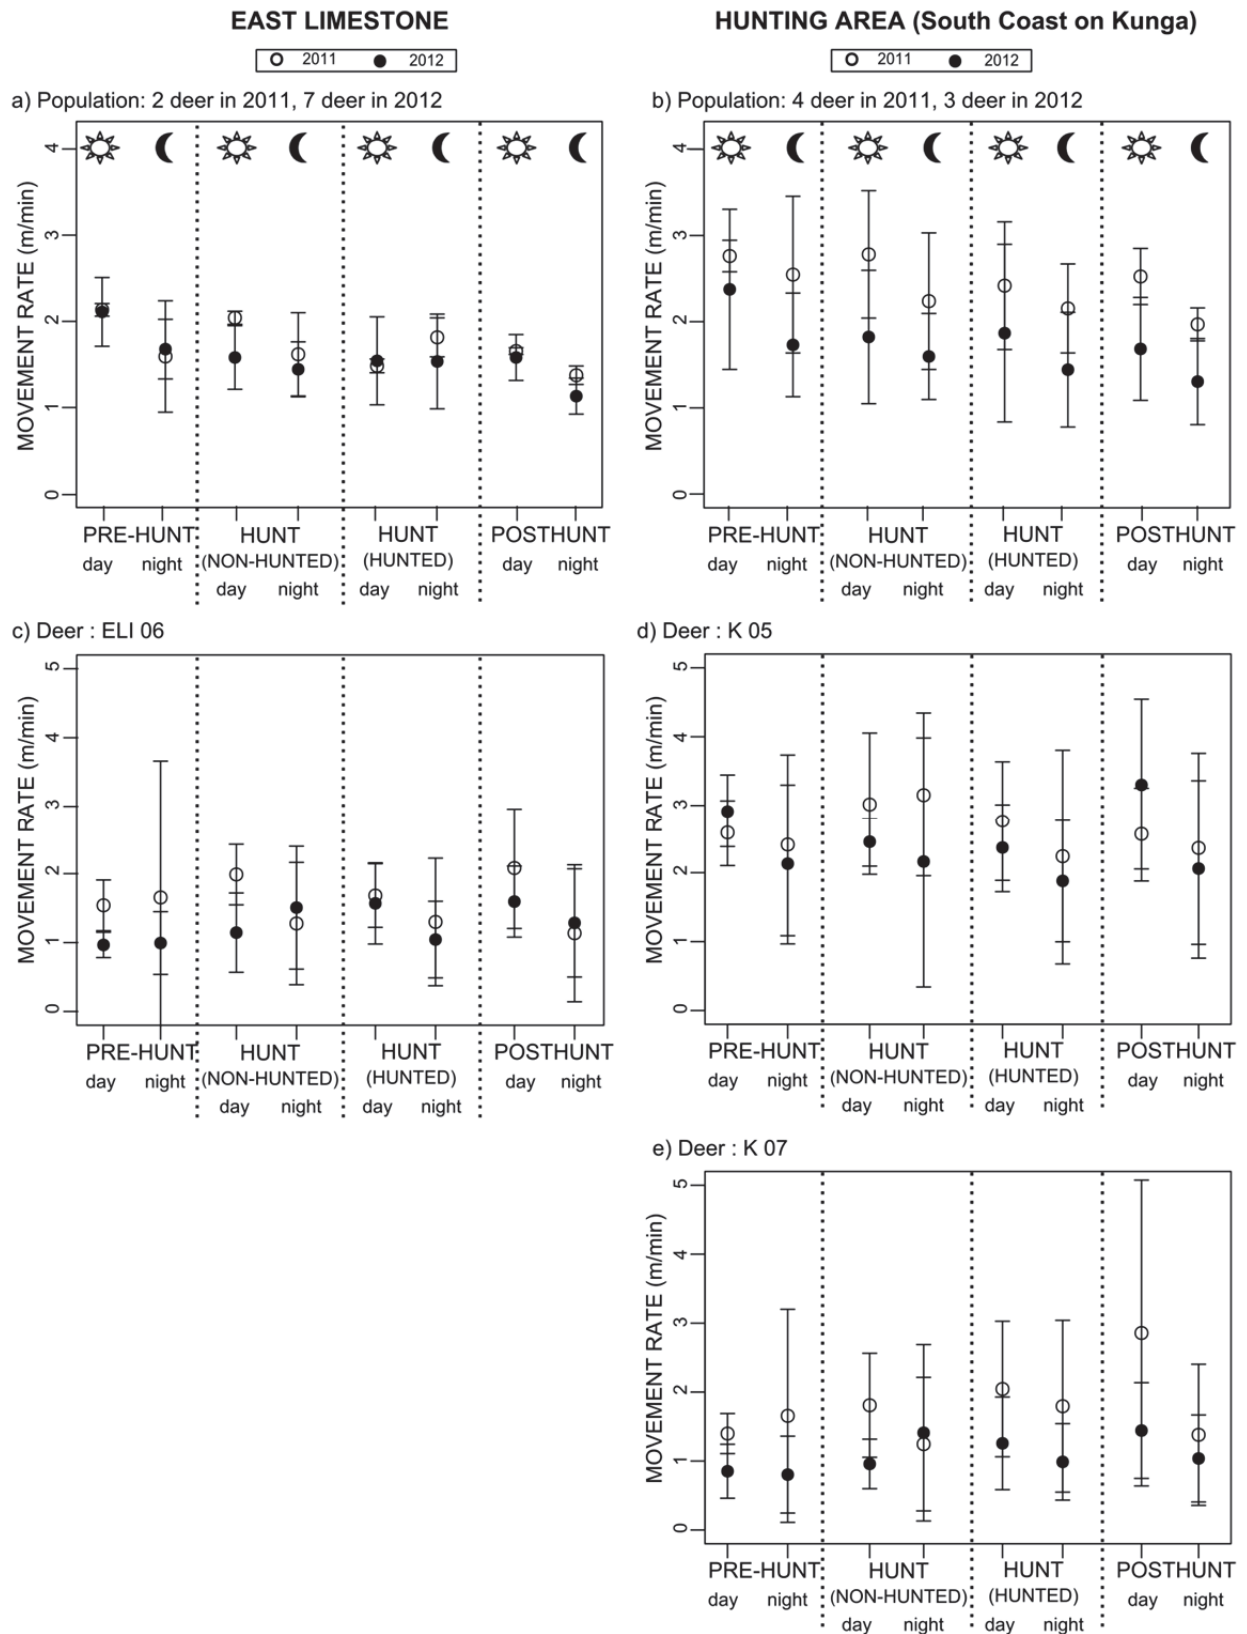 EAST LIMESTONE
HUNTING AREA (South Coast on Kunga)
2011 2012
2011 2012
a) Population: 2 deer in 2011, 7 deer in 2012
MOVEMENT RATE (m/min)
4
3
2
1
0
PRE-HUNT HUNT HUNT POSTHUNT
(NON-HUNTED) (HUNTED)
day night day night day night day night
b) Population: 4 deer in 2011, 3 deer in 2012
MOVEMENT RATE (m/min)
4
3
2
1
0
PRE-HUNT HUNT HUNT POSTHUNT
(NON-HUNTED) (HUNTED)
day night day night day night day night
c) Deer : ELI 06
MOVEMENT RATE (m/min)
5
4
3
2
1
0
PRE-HUNT HUNT HUNT POSTHUNT
(NON-HUNTED) (HUNTED)
day night day night day night day night
d) Deer : K 05
MOVEMENT RATE (m/min)
5
4
3
2
1
0
PRE-HUNT HUNT HUNT POSTHUNT
(NON-HUNTED) (HUNTED)
day night day night day night day night
e) Deer : K 07
MOVEMENT RATE (m/min)
5
4
3
2
1
0
PRE-HUNT HUNT HUNT POSTHUNT
(NON-HUNTED) (HUNTED)
day night day night day night day night